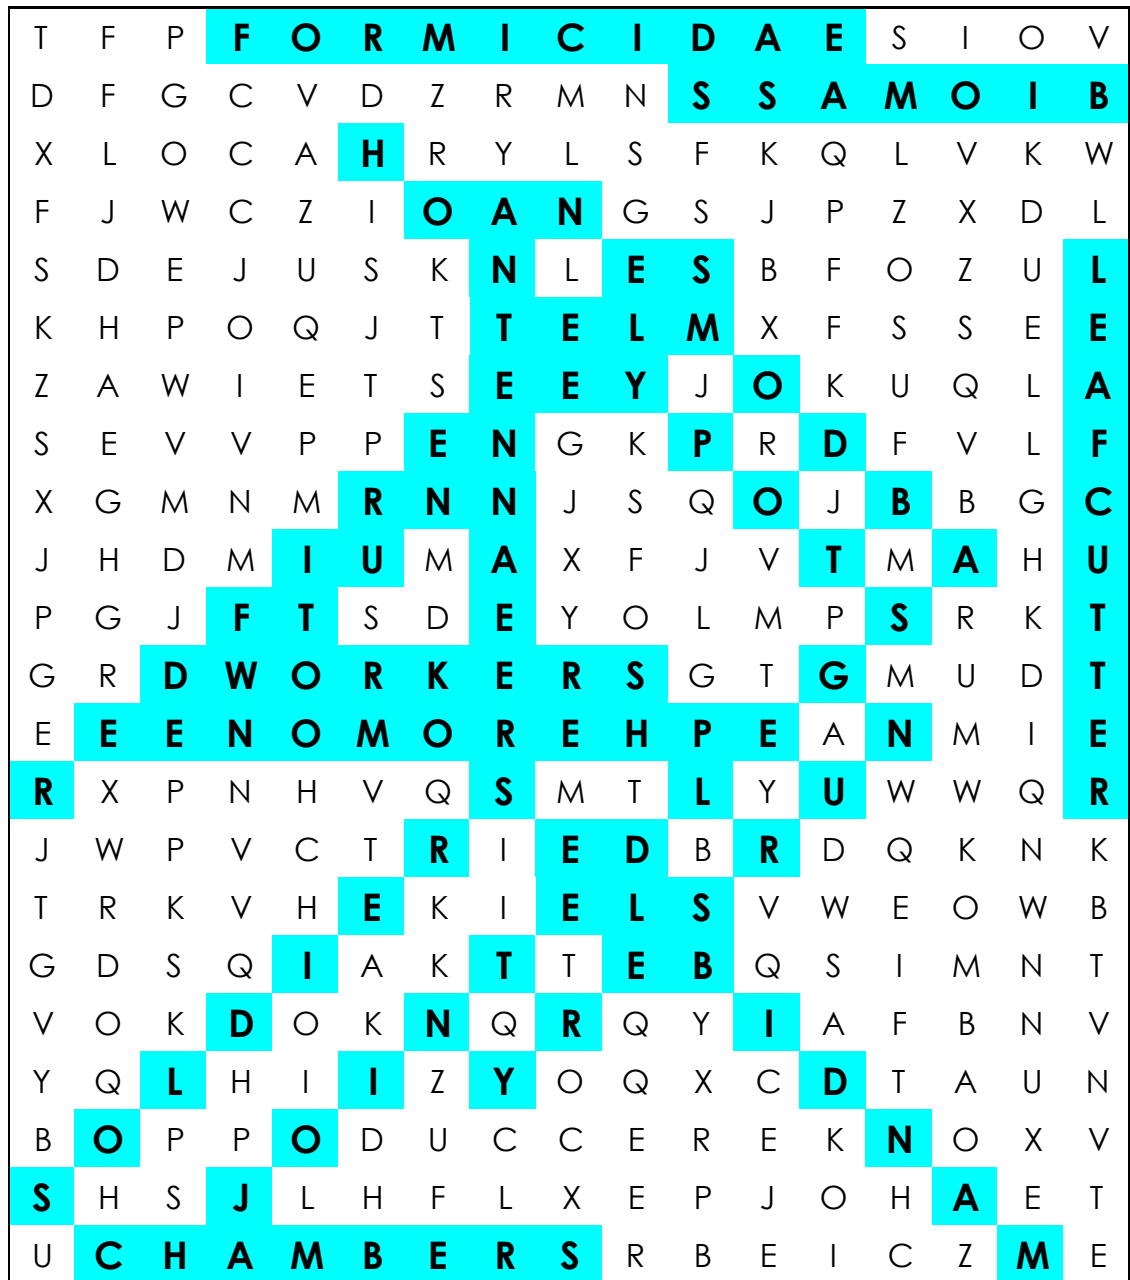 T F P F O R M I C I D A E S I O V
D F G C V D Z R M N S S A M O I B
X L O C A H R Y L S F K Q L V K W
F J W C Z I O A N G S J P Z X D L
S D E J U S K N L E S B F O Z U L
K H P O Q J T T E L M X F S S E E
Z A W I E T S E E Y J O K U Q L A
S E V V P P E N G K P R D F V L F
X G M N M R N N J S Q O J B B G C
J H D M I U M A X F J V T M A H U
P G J F T S D E Y O L M P S R K T
G R D W O R K E R S G T G M U D T
E E E N O M O R E H P E A N M I E
R X P N H V Q S M T L Y U W W Q R
J W P V C T R I E D B R D Q K N K
T R K V H E K I E L S V W E O W B
G D S Q I A K T T E B Q S I M N T
V O K D O K N Q R Q Y I A F B N V
Y Q L H I I Z Y O Q X C D T A U N
B O P P O D U C C E R E K N O X V
S H S J L H F L X E P J O H A E T
U C H A M B E R S R B E I C Z M E